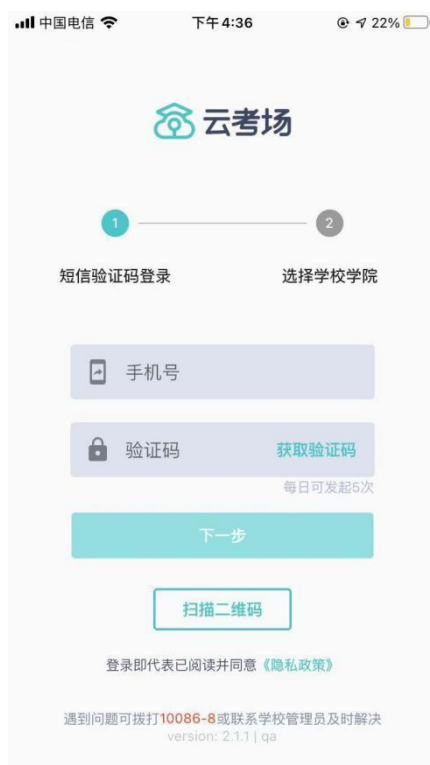 中国电信 下午4:36 22%
云考场
1 2
短信验证码登录 选择学校学院
手机号
验证码 获取验证码
每日可发起5次
下一步
扫描二维码
登录即代表已阅读并同意《隐私政策》
遇到问题可拨打10086-8或联系学校管理员及时解决
version: 2.1.1 | qa